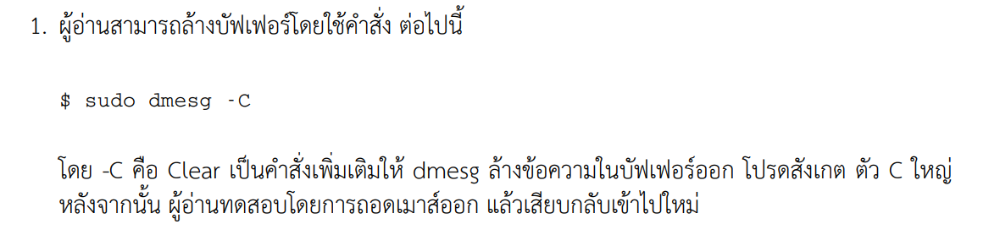 1. ผู้อ่านสามารถล้างบัฟเฟอร์โดยใช้คำสั่ง ต่อไปนี้
$ sudo dmesg -C
โดย -C คือ Clear เป็นคำสั่งเพิ่มเติมให้ dmesg ล้างข้อความในบัฟเฟอร์ออก โปรดสังเกต ตัว C ใหญ่
หลังจากนั้น ผู้อ่านทดสอบโดยการถอดเมาส์ออก แล้วเสียบกลับเข้าไปใหม่